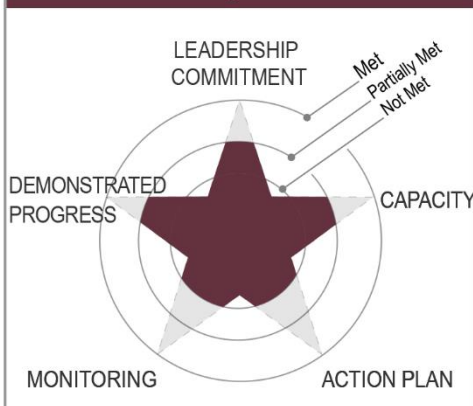 LEADERSHIP
COMMITMENT
Met
Partially Met
Not Met
DEMONSTRATED
PROGRESS
CAPACITY
MONITORING
ACTION PLAN